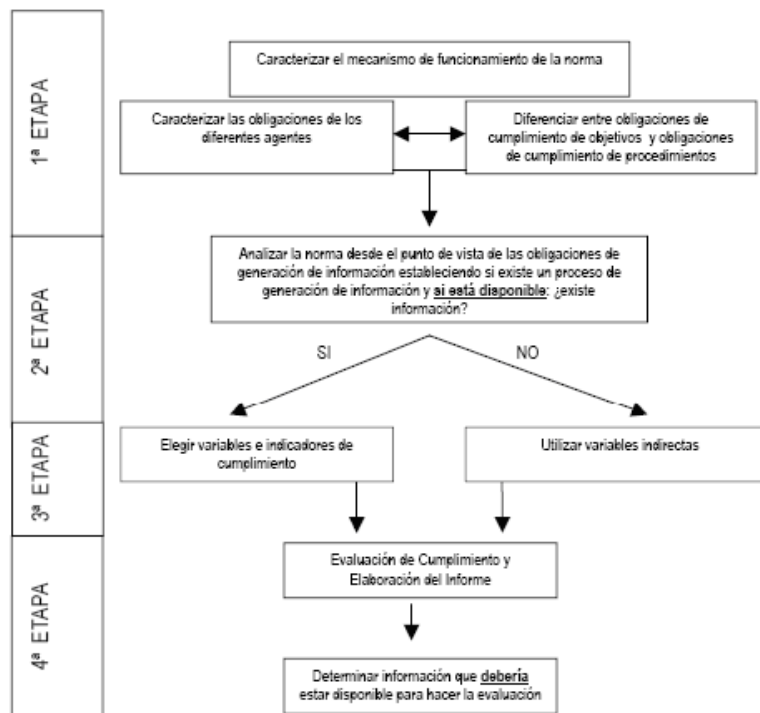 1ª ETAPA
Caracterizar el mecanismo de funcionamiento de la norma
Caracterizar las obligaciones de los
diferentes agentes
Diferenciar entre obligaciones de
cumplimiento de objetivos y obligaciones
de cumplimiento de procedimientos
2ª ETAPA
Analizar la norma desde el punto de vista de las obligaciones de
generación de información estableciendo si existe un proceso de
generación de información y si está disponible: ¿existe
información?
SI
NO
3ª ETAPA
Elegir variables e indicadores de
cumplimiento
Utilizar variables indirectas
4ª ETAPA
Evaluación de Cumplimiento y
Elaboración del Informe
Determinar información que debería
estar disponible para hacer la evaluación